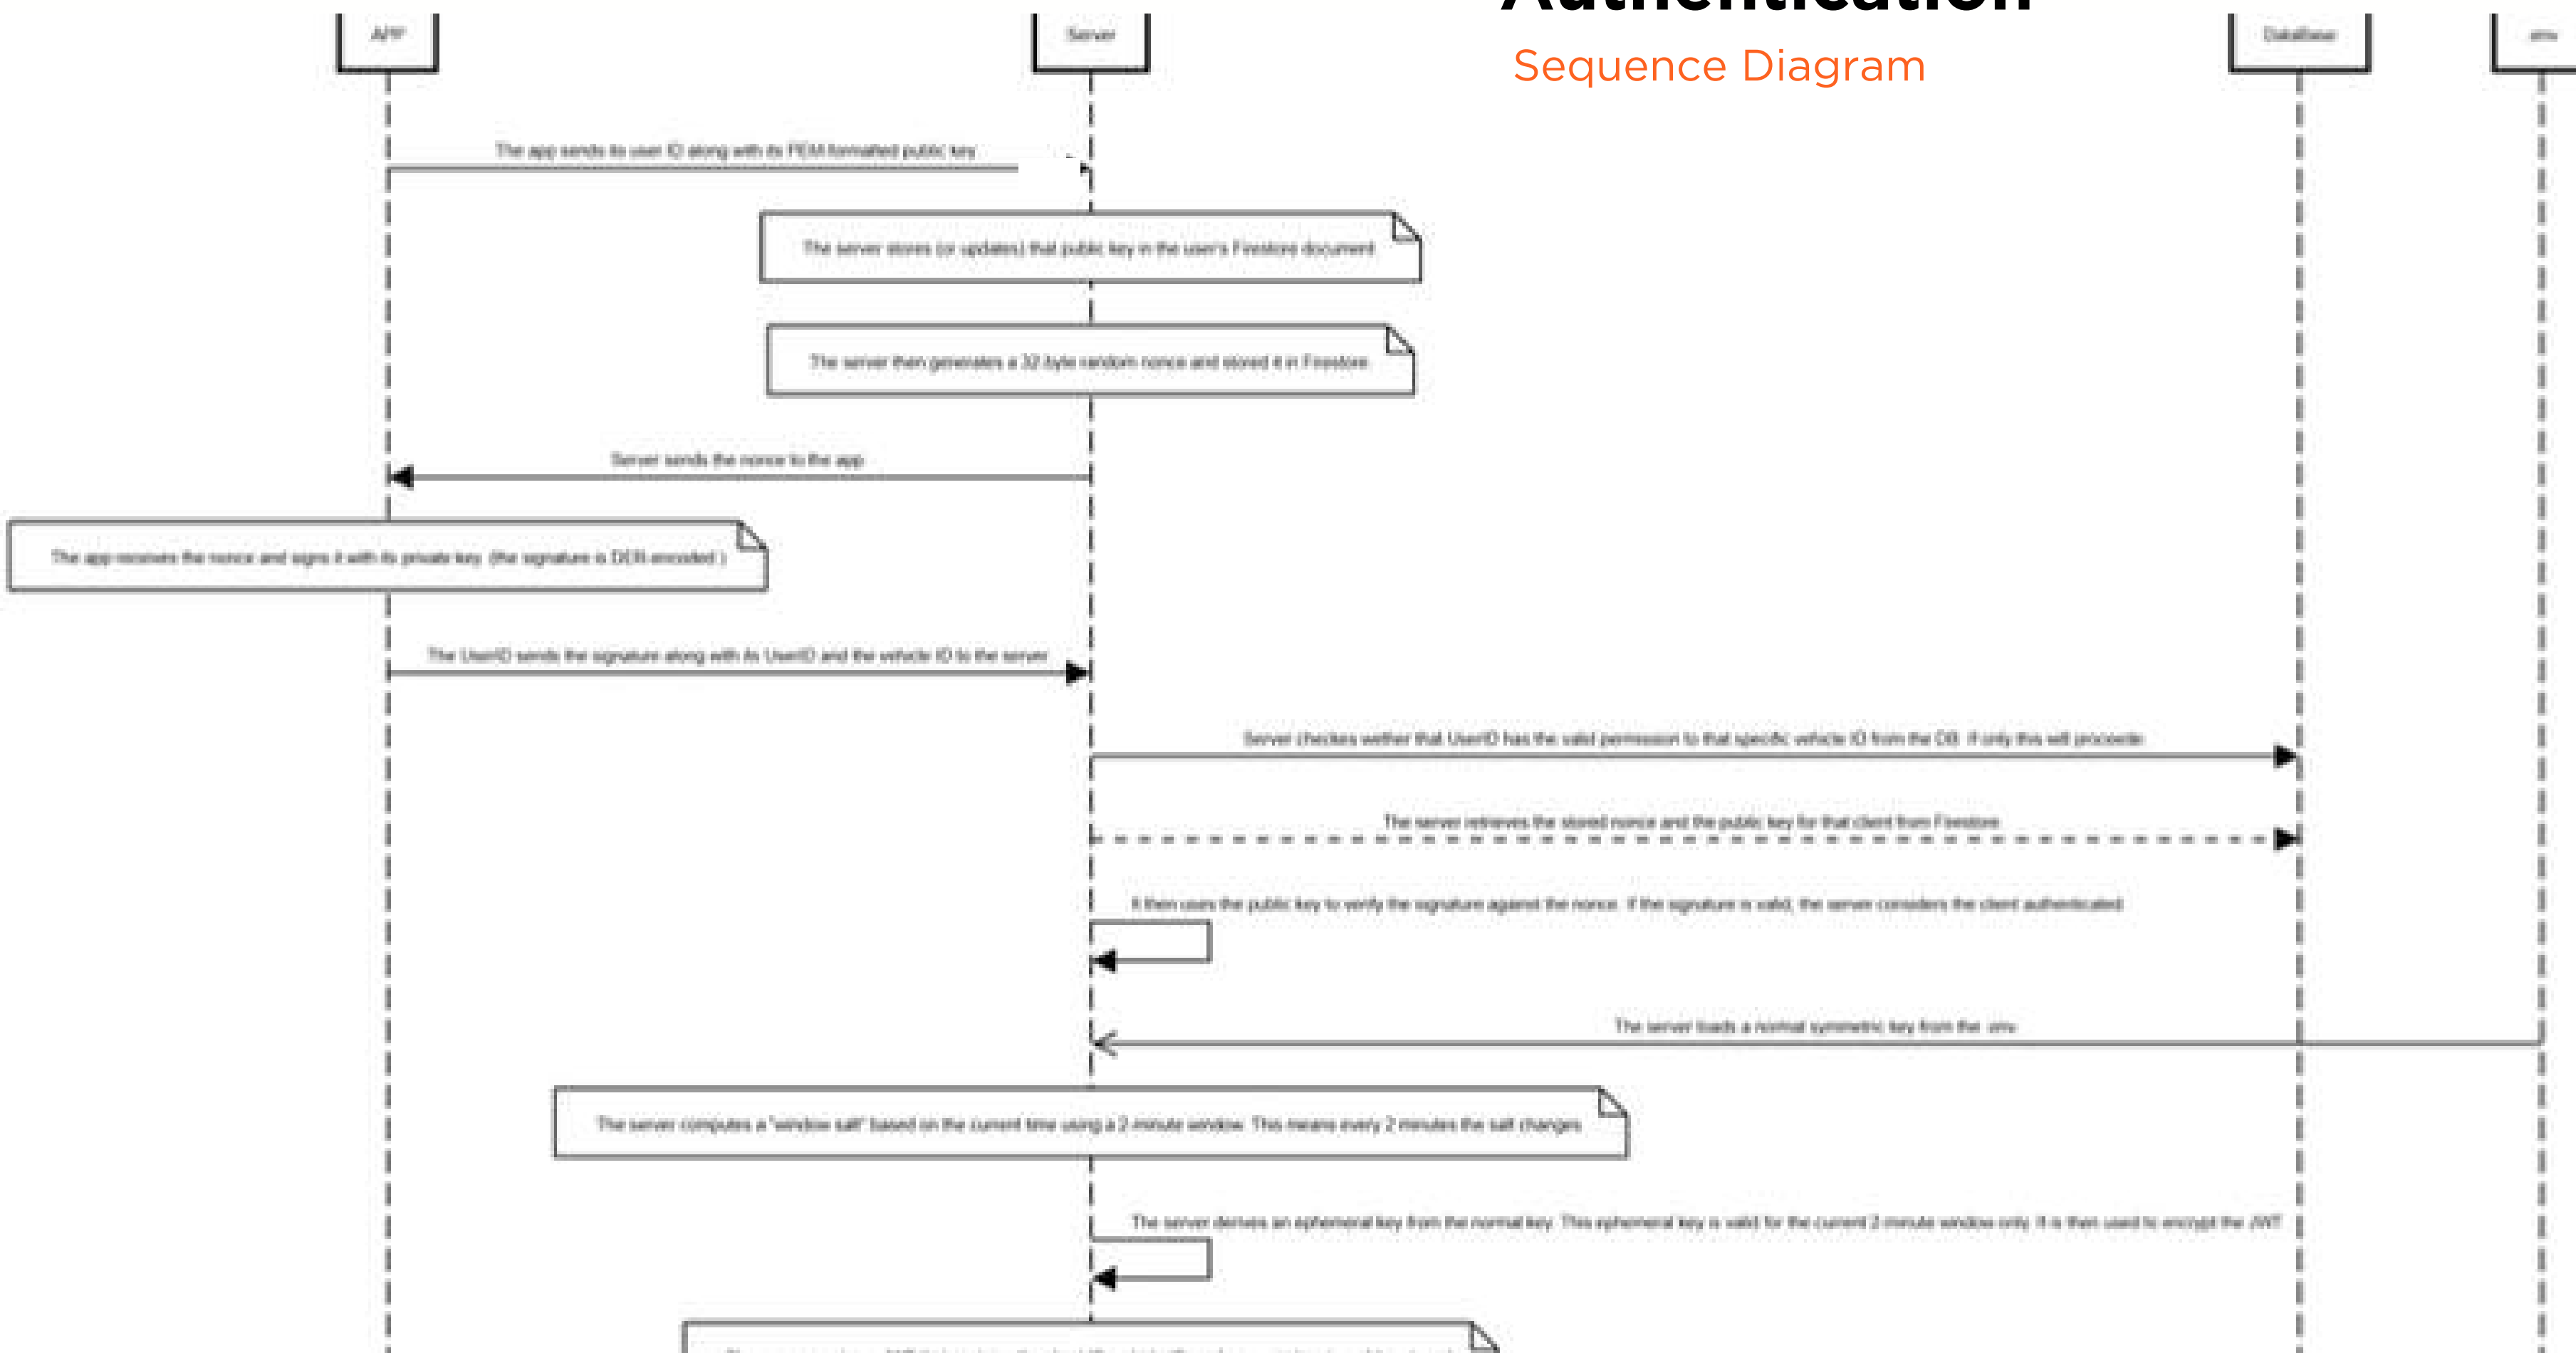 Authentication
Sequence Diagram
APP
Server
DataBase
env
The app sends its user ID along with its PEM-formatted public key
The server stores (or updates) that public key in the user's Firestore document
The server then generates a 32-byte random nonce and stored it in Firestore.
Server sends the nonce to the app
The app receives the nonce and signs it with its private key. (the signature is DER-encoded )
The UserID sends the signature along with its UserID and the vehicle ID to the server
Server checkes wether that UserID has the valid permission to that specific vehicle ID from the DB. If only this will proceede
The server retrieves the stored nonce and the public key for that client from Firestore
It then uses the public key to verify the signature against the nonce. If the signature is valid, the server considers the client authenticated
The server loads a normal symmetric key from the .env
The server computes a "window salt" based on the current time using a 2-minute window. This means every 2 minutes the salt changes
The server derives an ephemeral key from the normal key. This ephemeral key is valid for the current 2-minute window only. It is then used to encrypt the JWT